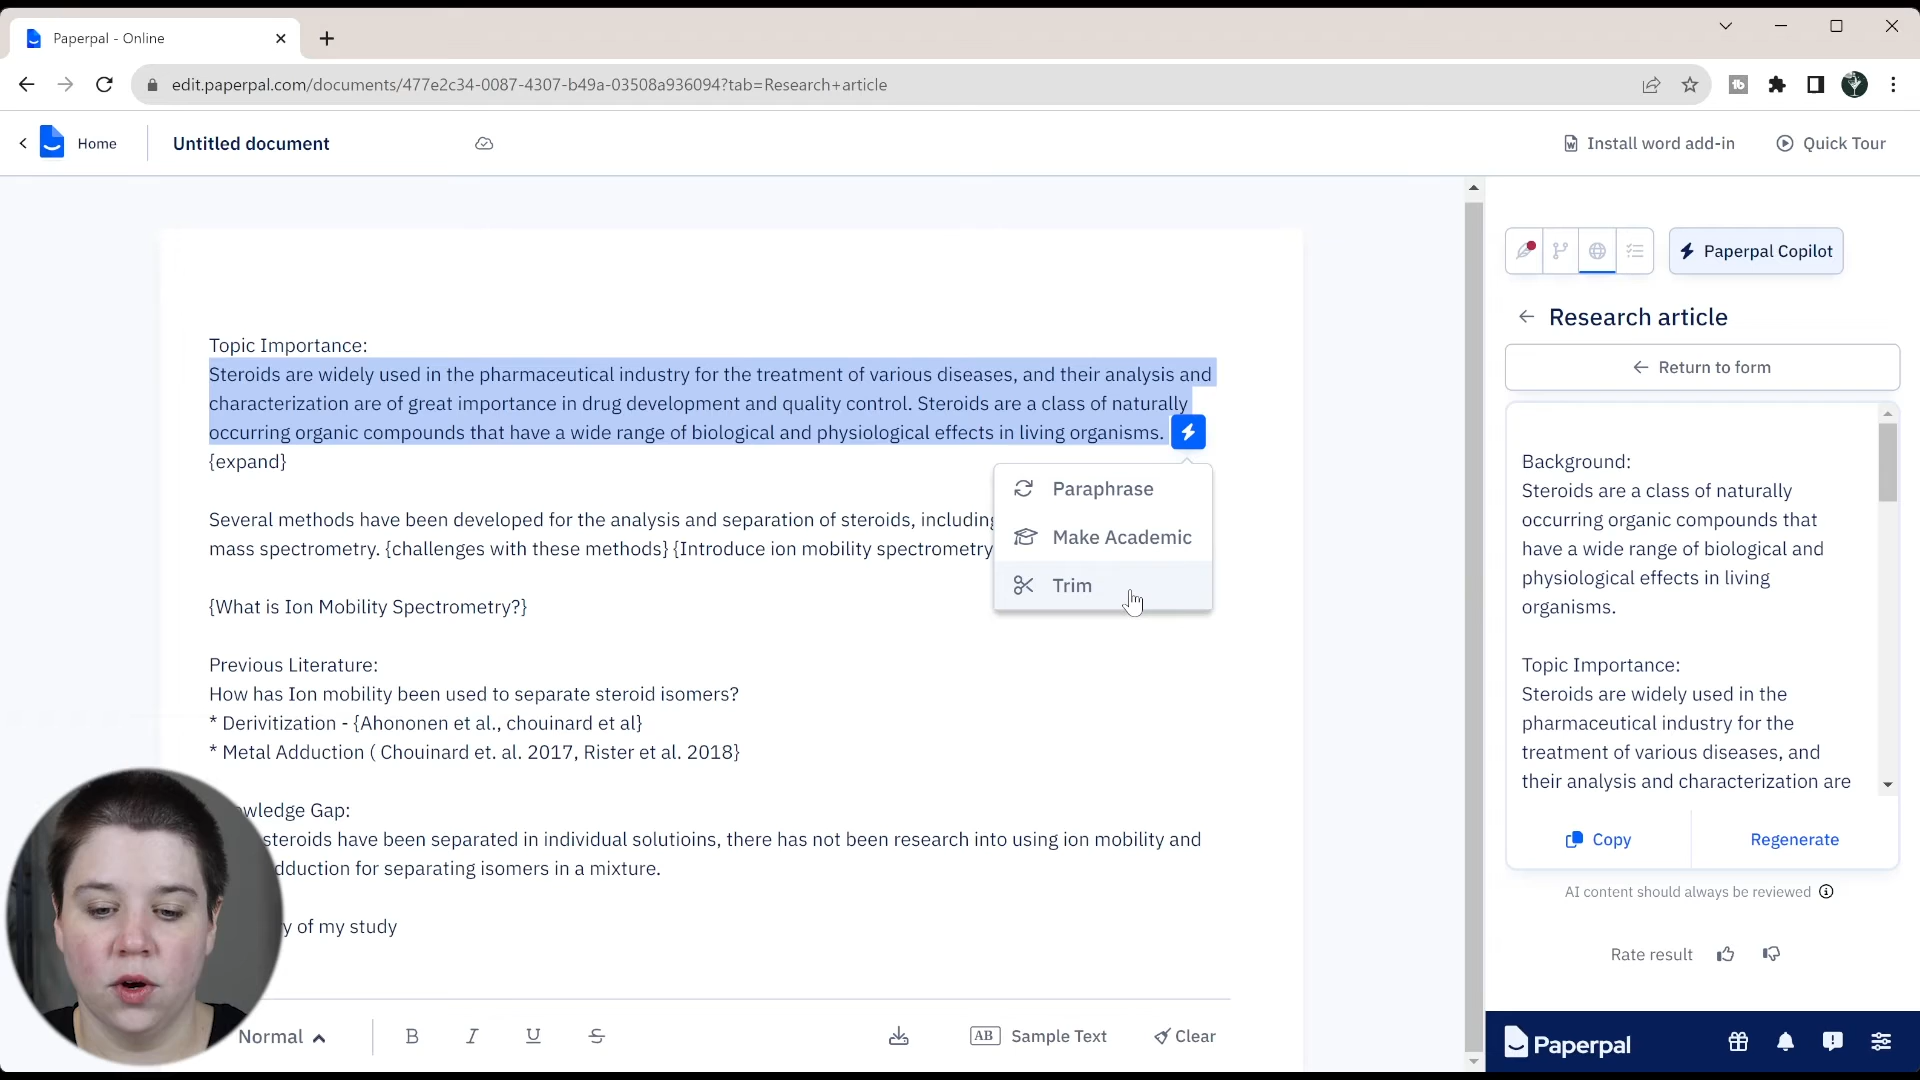 Paperpal - Online
edit.paperpal.com/documents/477e2c34-0087-4307-b49a-03508a936094?tab=Research+article
Home
Untitled document
Install word add-in
Quick Tour
Topic Importance:
Steroids are widely used in the pharmaceutical industry for the treatment of various diseases, and their analysis and
characterization are of great importance in drug development and quality control. Steroids are a class of naturally
occurring organic compounds that have a wide range of biological and physiological effects in living organisms.
{expand}
Several methods have been developed for the analysis and separation of steroids, including
mass spectrometry. {challenges with these methods} {Introduce ion mobility spectrometry
{What is Ion Mobility Spectrometry?}
Previous Literature:
How has Ion mobility been used to separate steroid isomers?
* Derivitization - {Ahononen et al., chouinard et al}
* Metal Adduction ( Chouinard et. al. 2017, Rister et al. 2018}
wledge Gap:
steroids have been separated in individual solutioins, there has not been research into using ion mobility and
dduction for separating isomers in a mixture.
y of my study
Paraphrase
Make Academic
Trim
Normal
B
I
U
S
AB Sample Text
Clear
Paperpal Copilot
Research article
Return to form
Background:
Steroids are a class of naturally
occurring organic compounds that
have a wide range of biological and
physiological effects in living
organisms.
Topic Importance:
Steroids are widely used in the
pharmaceutical industry for the
treatment of various diseases, and
their analysis and characterization are
Copy
Regenerate
AI content should always be reviewed
Rate result
Paperpal